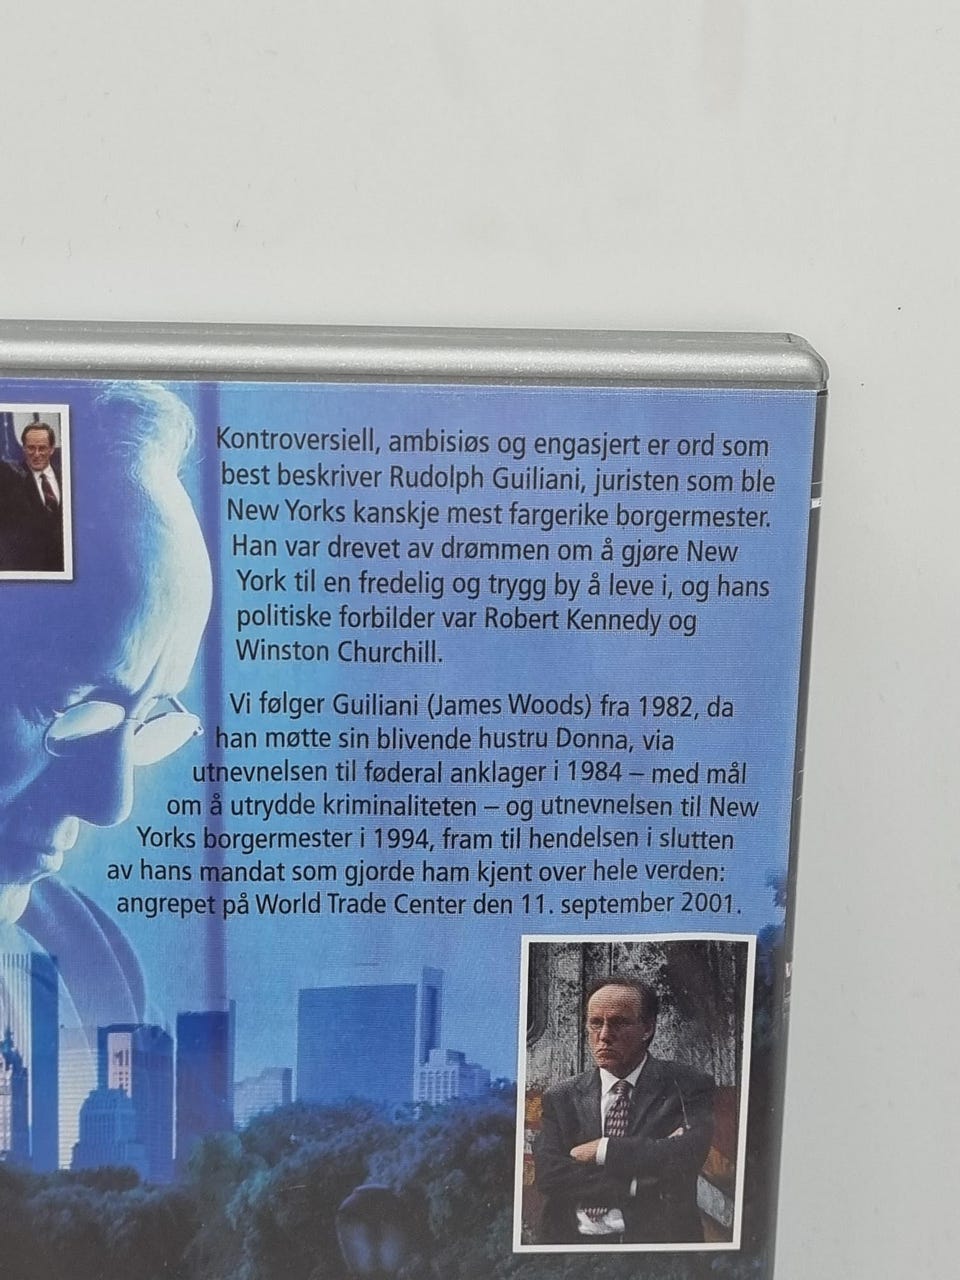 Kontroversiell, ambisiøs og engasjert er ord som
best beskriver Rudolph Guiliani, juristen som ble
New Yorks kanskje mest fargerike borgermester.
Han var drevet av drømmen om å gjøre New
York til en fredelig og trygg by å leve i, og hans
politiske forbilder var Robert Kennedy og
Winston Churchill.
Vi følger Guiliani (James Woods) fra 1982, da
han møtte sin blivende hustru Donna, via
utnevnelsen til føderal anklager i 1984 – med mål
om å utrydde kriminaliteten – og utnevnelsen til New
Yorks borgermester i 1994, fram til hendelsen i slutten
av hans mandat som gjorde ham kjent over hele verden:
angrepet på World Trade Center den 11. september 2001.